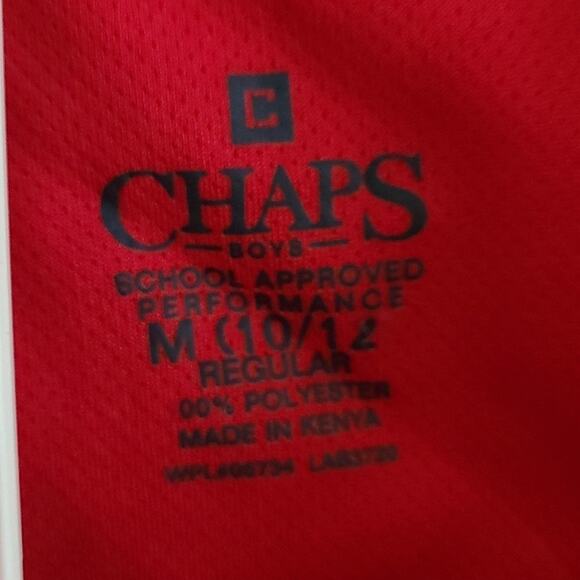 C
CHAPS
BOYS
SCHOOL APPROVED
PERFORMANCE
M (10/12
REGULAR
00% POLYESTER
MADE IN KENYA